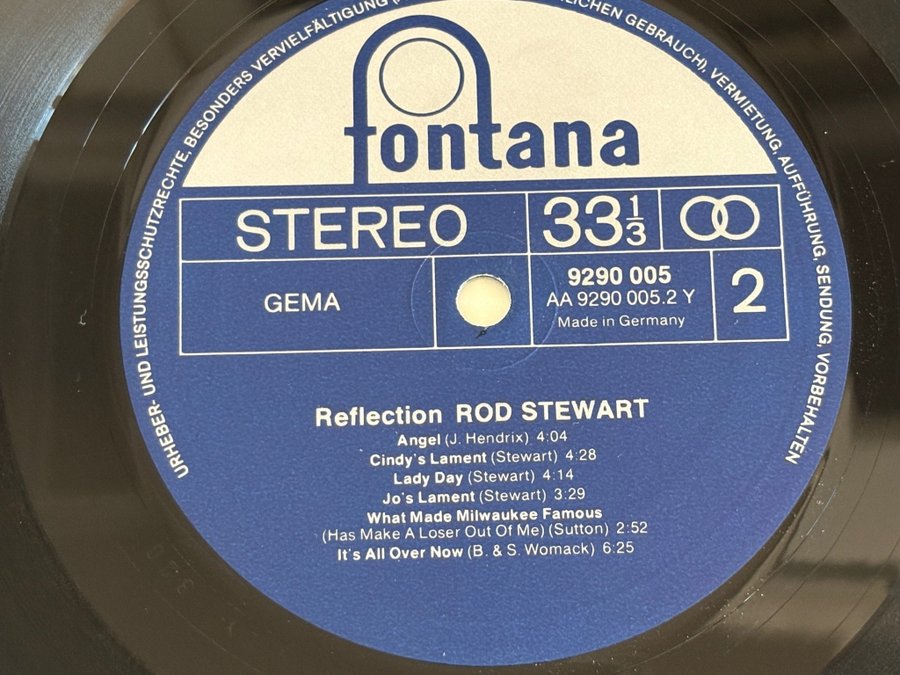 URHEBER- UND LEISTUNGSSCHUTZRECHTE, BESONDERS VERVIELFÄLTIGUNG
LICHEN GEBRAUCH), VERMIETUNG, AUFFÜHRUNG, SENDUNG, VORBEHALTEN
fontana
STEREO
33 1/3
GEMA
9290 005
AA 9290 005.2 Y
Made in Germany
2
Reflection ROD STEWART
Angel (J. Hendrix) 4:04
Cindy's Lament (Stewart) 4:28
Lady Day (Stewart) 4:14
Jo's Lament (Stewart) 3:29
What Made Milwaukee Famous
(Has Make A Loser Out Of Me) (Sutton) 2:52
It's All Over Now (B. & S. Womack) 6:25